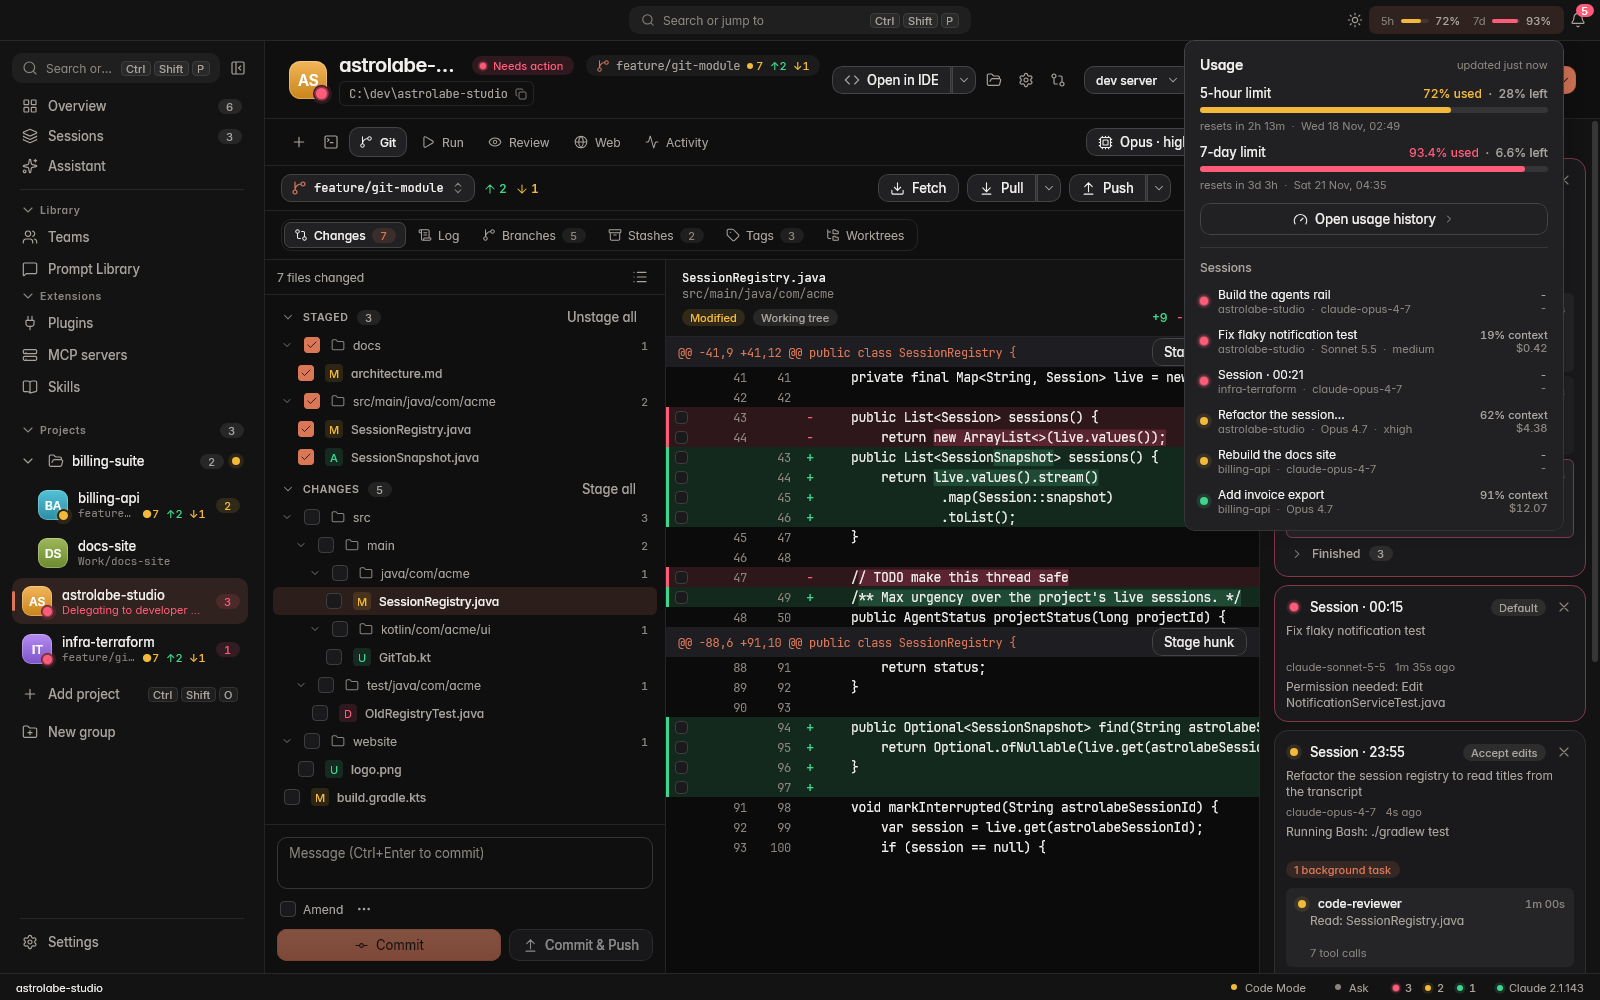 Search or jump to
Ctrl Shift P
5h 72% 7d 93%
5
Search or... Ctrl Shift P
Overview 6
Sessions 3
Assistant
Library
Teams
Prompt Library
Extensions
Plugins
MCP servers
Skills
Projects 3
billing-suite 2
BA billing-api
feature... 7 ↑2 ↓1 2
DS docs-site
Work/docs-site
AS astrolabe-studio
Delegating to developer ... 3
IT infra-terraform
feature/gi... 7 ↑2 ↓1 1
Add project Ctrl Shift O
New group
Settings
AS astrolabe-... Needs action feature/git-module 7 ↑2 ↓1
C:\dev\astrolabe-studio
Open in IDE
dev server
Git Run Review Web Activity
Opus · hig
feature/git-module ↑2 ↓1
Fetch Pull Push
Changes 7 Log Branches 5 Stashes 2 Tags 3 Worktrees
7 files changed
STAGED 3 Unstage all
docs 1
M architecture.md
src/main/java/com/acme 2
M SessionRegistry.java
A SessionSnapshot.java
CHANGES 5 Stage all
src 3
main 2
java/com/acme 1
M SessionRegistry.java
kotlin/com/acme/ui 1
U GitTab.kt
test/java/com/acme 1
D OldRegistryTest.java
website 1
U logo.png
M build.gradle.kts
Message (Ctrl+Enter to commit)
Amend
Commit Commit & Push
SessionRegistry.java
src/main/java/com/acme
Modified Working tree
+9 -
@@ -41,9 +41,12 @@ public class SessionRegistry { Sta
41 41 private final Map<String, Session> live = new
42 42
43 - public List<Session> sessions() {
44 - return new ArrayList<>(live.values());
43 + public List<SessionSnapshot> sessions() {
44 + return live.values().stream()
45 + .map(Session::snapshot)
46 + .toList();
45 47 }
46 48
47 - // TODO make this thread safe
49 + /** Max urgency over the project's live sessions. */
48 50 public AgentStatus projectStatus(long projectId) {
@@ -88,6 +91,10 @@ public class SessionRegistry { Stage hunk
88 91 return status;
89 92 }
90 93
94 + public Optional<SessionSnapshot> find(String astrolabeS
95 + return Optional.ofNullable(live.get(astrolabeSessio
96 + }
97 +
91 98 void markInterrupted(String astrolabeSessionId) {
92 99 var session = live.get(astrolabeSessionId);
93 100 if (session == null) {
Usage updated just now
5-hour limit 72% used · 28% left
resets in 2h 13m · Wed 18 Nov, 02:49
7-day limit 93.4% used · 6.6% left
resets in 3d 3h · Sat 21 Nov, 04:35
Open usage history
Sessions
Build the agents rail -
astrolabe-studio · claude-opus-4-7 -
Fix flaky notification test 19% context
astrolabe-studio · Sonnet 5.5 · medium $0.42
Session · 00:21 -
infra-terraform · claude-opus-4-7 -
Refactor the session... 62% context
astrolabe-studio · Opus 4.7 · xhigh $4.38
Rebuild the docs site -
billing-api · claude-opus-4-7 -
Add invoice export 91% context
billing-api · Opus 4.7 $12.07
Finished 3
Session · 00:15 Default
Fix flaky notification test
claude-sonnet-5-5 1m 35s ago
Permission needed: Edit
NotificationServiceTest.java
Session · 23:55 Accept edits
Refactor the session registry to read titles from
the transcript
claude-opus-4-7 4s ago
Running Bash: ./gradlew test
1 background task
code-reviewer 1m 00s
Read: SessionRegistry.java
7 tool calls
astrolabe-studio
Code Mode Ask 3 2 1 Claude 2.1.143